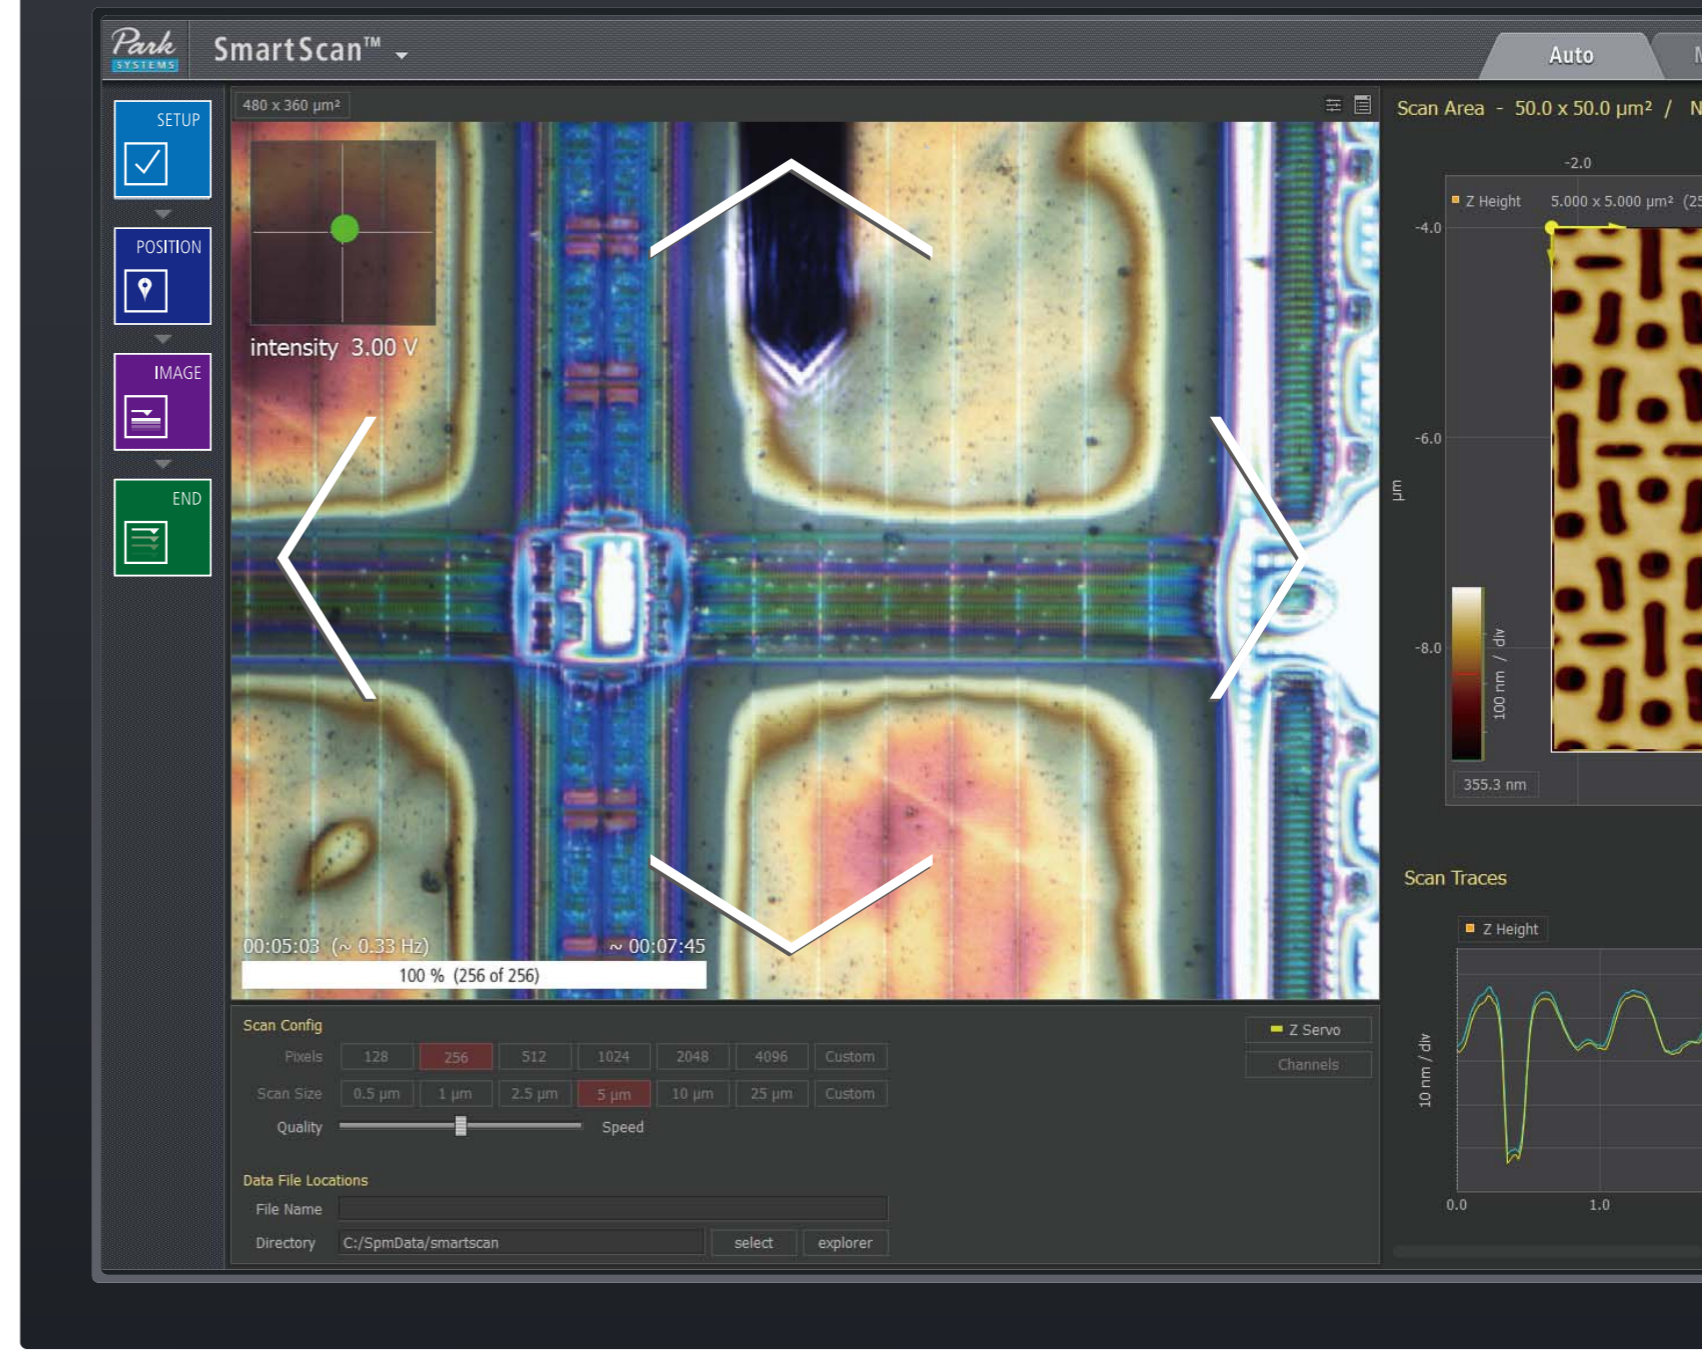 Park
SYSTEMS
SmartScan™
Auto
480 x 360 µm²
Scan Area - 50.0 x 50.0 µm² /
SETUP
POSITION
IMAGE
END
intensity 3.00 V
-2.0
Z Height 5.000 x 5.000 µm²
-4.0
-6.0
µm
-8.0
100 nm / div
355.3 nm
00:05:03 (~ 0.33 Hz) ~ 00:07:45
100 % (256 of 256)
Scan Config
Pixels 128 256 512 1024 2048 4096 Custom
Scan Size 0.5 µm 1 µm 2.5 µm 5 µm 10 µm 25 µm Custom
Quality Speed
Z Servo
Channels
Data File Locations
File Name
Directory C:/SpmData/smartscan select explorer
Scan Traces
Z Height
10 nm / div
0.0 1.0